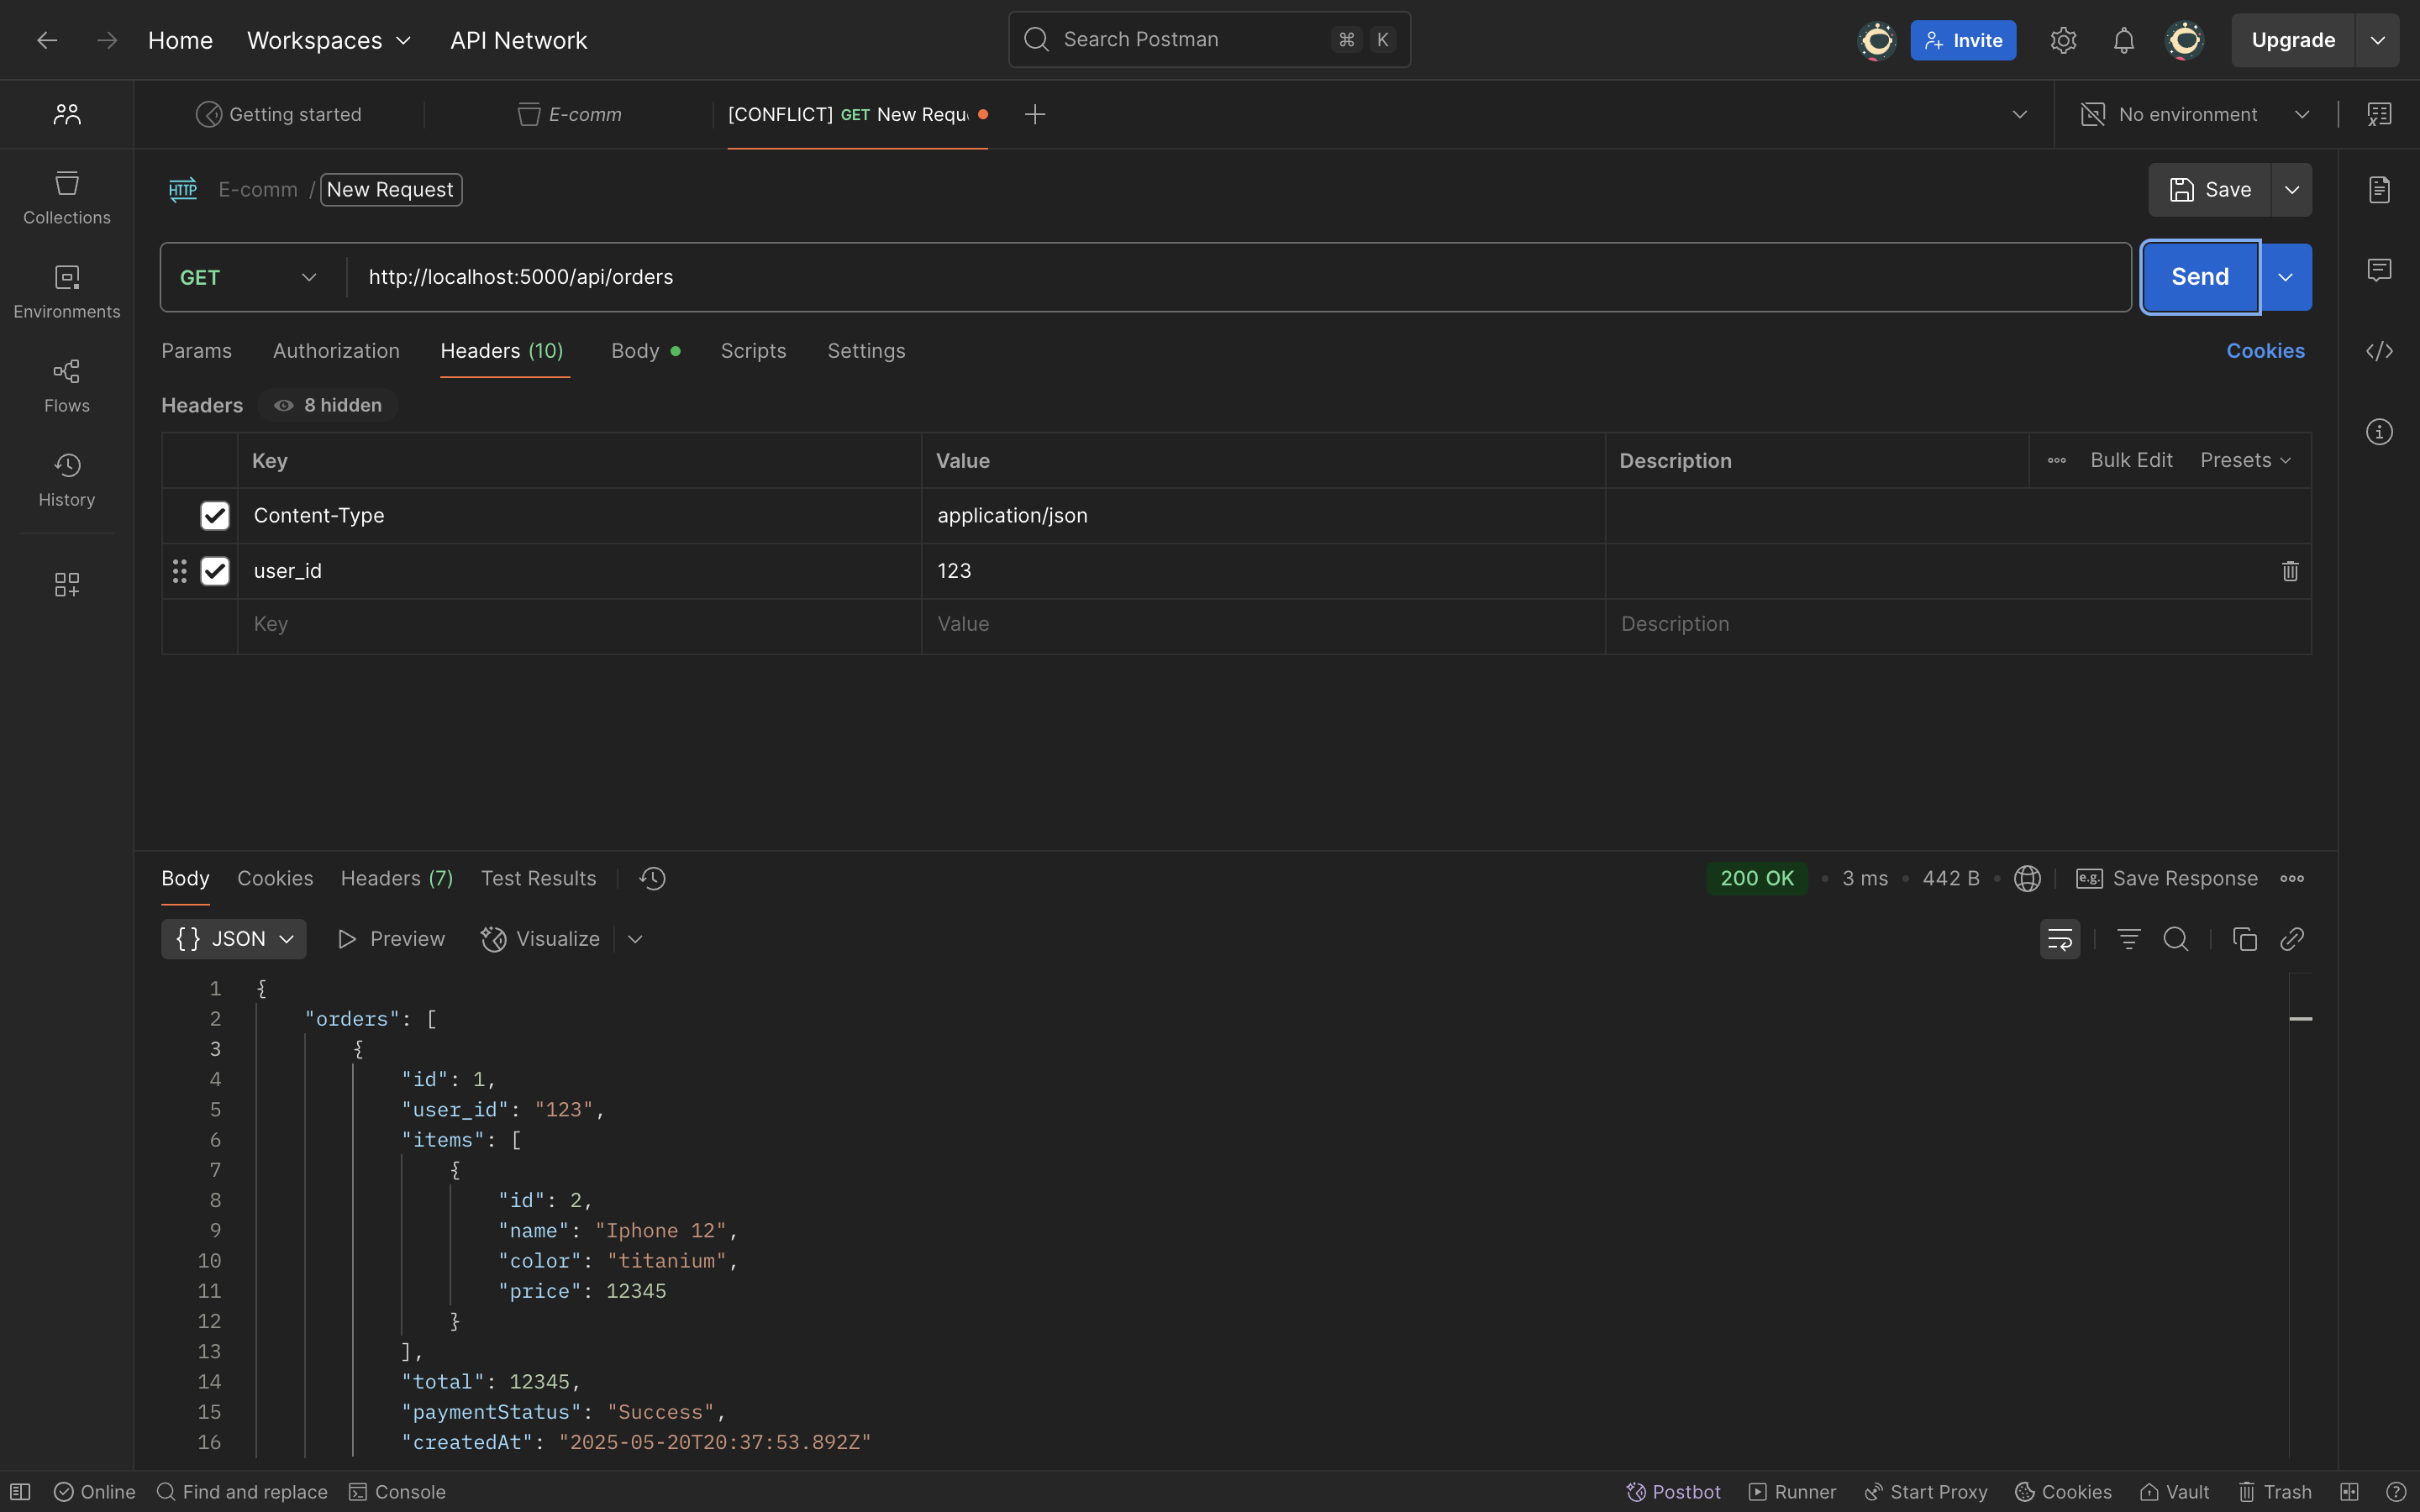 Home Workspaces API Network Search Postman ⌘ K Invite Upgrade
Getting started E-comm [CONFLICT] GET New Requ No environment
HTTP E-comm / New Request Save
Collections
GET http://localhost:5000/api/orders Send
Environments
Params Authorization Headers (10) Body Scripts Settings Cookies
Flows
Headers 8 hidden
Key Value Description Bulk Edit Presets
History
Content-Type application/json
user_id 123
Key Value Description
Body Cookies Headers (7) Test Results 200 OK • 3 ms • 442 B • e.g. Save Response
{} JSON Preview Visualize
1 {
2 "orders": [
3 {
4 "id": 1,
5 "user_id": "123",
6 "items": [
7 {
8 "id": 2,
9 "name": "Iphone 12",
10 "color": "titanium",
11 "price": 12345
12 }
13 ],
14 "total": 12345,
15 "paymentStatus": "Success",
16 "createdAt": "2025-05-20T20:37:53.892Z"
Online Find and replace Console Postbot Runner Start Proxy Cookies Vault Trash